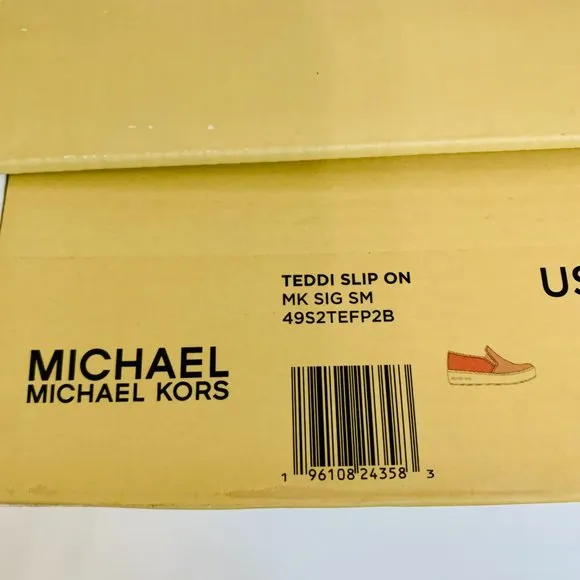 TEDDI SLIP ON
MK SIG SM
49S2TEFP2B
US
MICHAEL
MICHAEL KORS
1 96108 24358 3